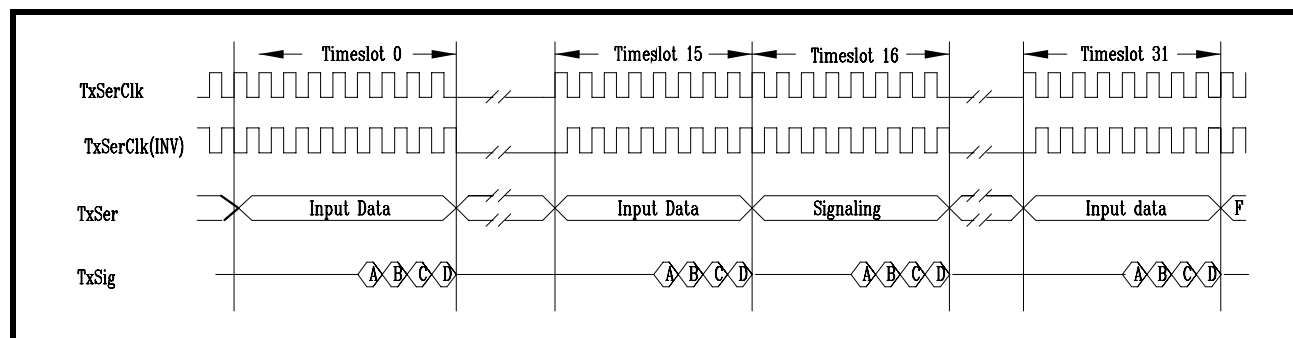 Timeslot 0 Timeslot 15 Timeslot 16 Timeslot 31
TxSerClk
TxSerClk(INV)
TxSer Input Data Input Data Signaling Input data F
TxSig A B C D A B C D A B C D A B C D